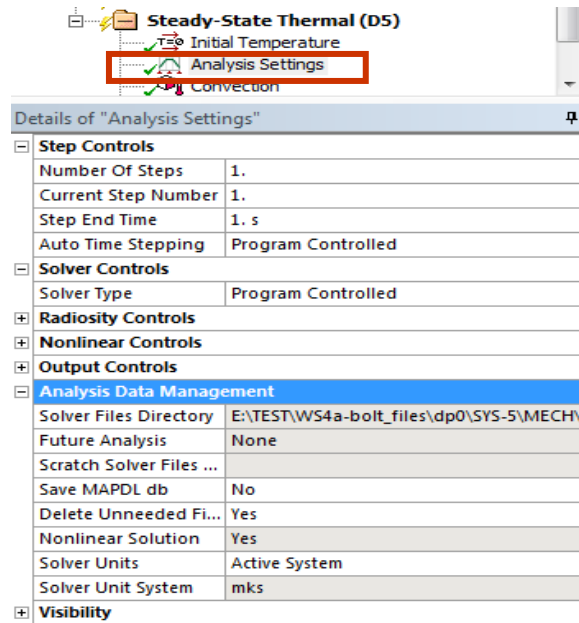 Steady-State Thermal (D5)
T=0 Initial Temperature
Analysis Settings
Convection
Details of "Analysis Settings"
Step Controls
Number Of Steps 1.
Current Step Number 1.
Step End Time 1. s
Auto Time Stepping Program Controlled
Solver Controls
Solver Type Program Controlled
Radiosity Controls
Nonlinear Controls
Output Controls
Analysis Data Management
Solver Files Directory E:\TEST\WS4a-bolt_files\dp0\SYS-5\MECH\
Future Analysis None
Scratch Solver Files ...
Save MAPDL db No
Delete Unneeded Fi... Yes
Nonlinear Solution Yes
Solver Units Active System
Solver Unit System mks
Visibility